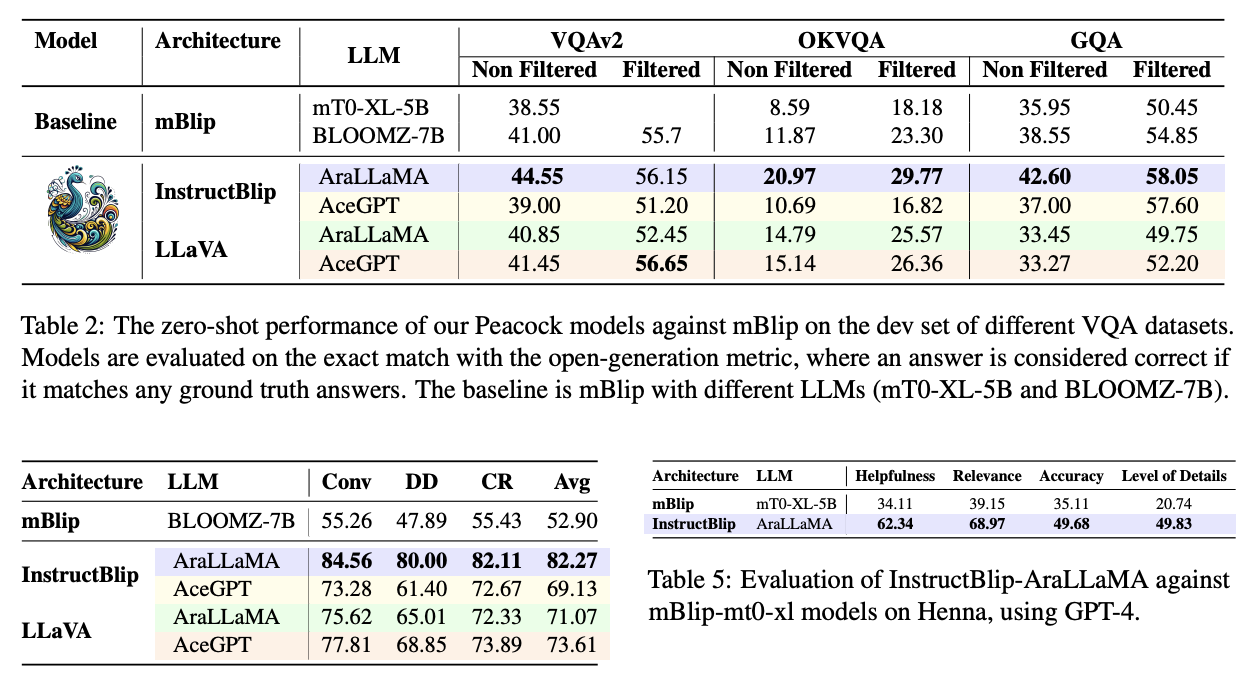 Model Architecture LLM VQAv2 OKVQA GQA
Non Filtered Filtered Non Filtered Filtered Non Filtered Filtered
Baseline mBlip mT0-XL-5B 38.55 8.59 18.18 35.95 50.45
BLOOMZ-7B 41.00 55.7 11.87 23.30 38.55 54.85
InstructBlip AraLLaMA 44.55 56.15 20.97 29.77 42.60 58.05
AceGPT 39.00 51.20 10.69 16.82 37.00 57.60
LLaVA AraLLaMA 40.85 52.45 14.79 25.57 33.45 49.75
AceGPT 41.45 56.65 15.14 26.36 33.27 52.20
Table 2: The zero-shot performance of our Peacock models against mBlip on the dev set of different VQA datasets.
Models are evaluated on the exact match with the open-generation metric, where an answer is considered correct if
it matches any ground truth answers. The baseline is mBlip with different LLMs (mT0-XL-5B and BLOOMZ-7B).
Architecture LLM Conv DD CR Avg
mBlip BLOOMZ-7B 55.26 47.89 55.43 52.90
InstructBlip AraLLaMA 84.56 80.00 82.11 82.27
AceGPT 73.28 61.40 72.67 69.13
LLaVA AraLLaMA 75.62 65.01 72.33 71.07
AceGPT 77.81 68.85 73.89 73.61
Architecture LLM Helpfulness Relevance Accuracy Level of Details
mBlip mT0-XL-5B 34.11 39.15 35.11 20.74
InstructBlip AraLLaMA 62.34 68.97 49.68 49.83
Table 5: Evaluation of InstructBlip-AraLLaMA against
mBlip-mt0-xl models on Henna, using GPT-4.